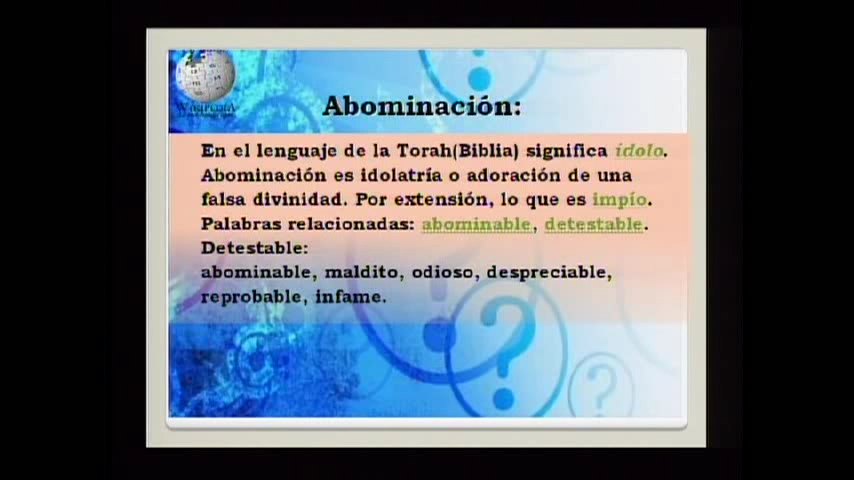 WIKIPEDIA
Abominación:
En el lenguaje de la Torah(Biblia) significa ídolo.
Abominación es idolatría o adoración de una
falsa divinidad. Por extensión, lo que es impío.
Palabras relacionadas: abominable, detestable.
Detestable:
abominable, maldito, odioso, despreciable,
reprobable, infame.